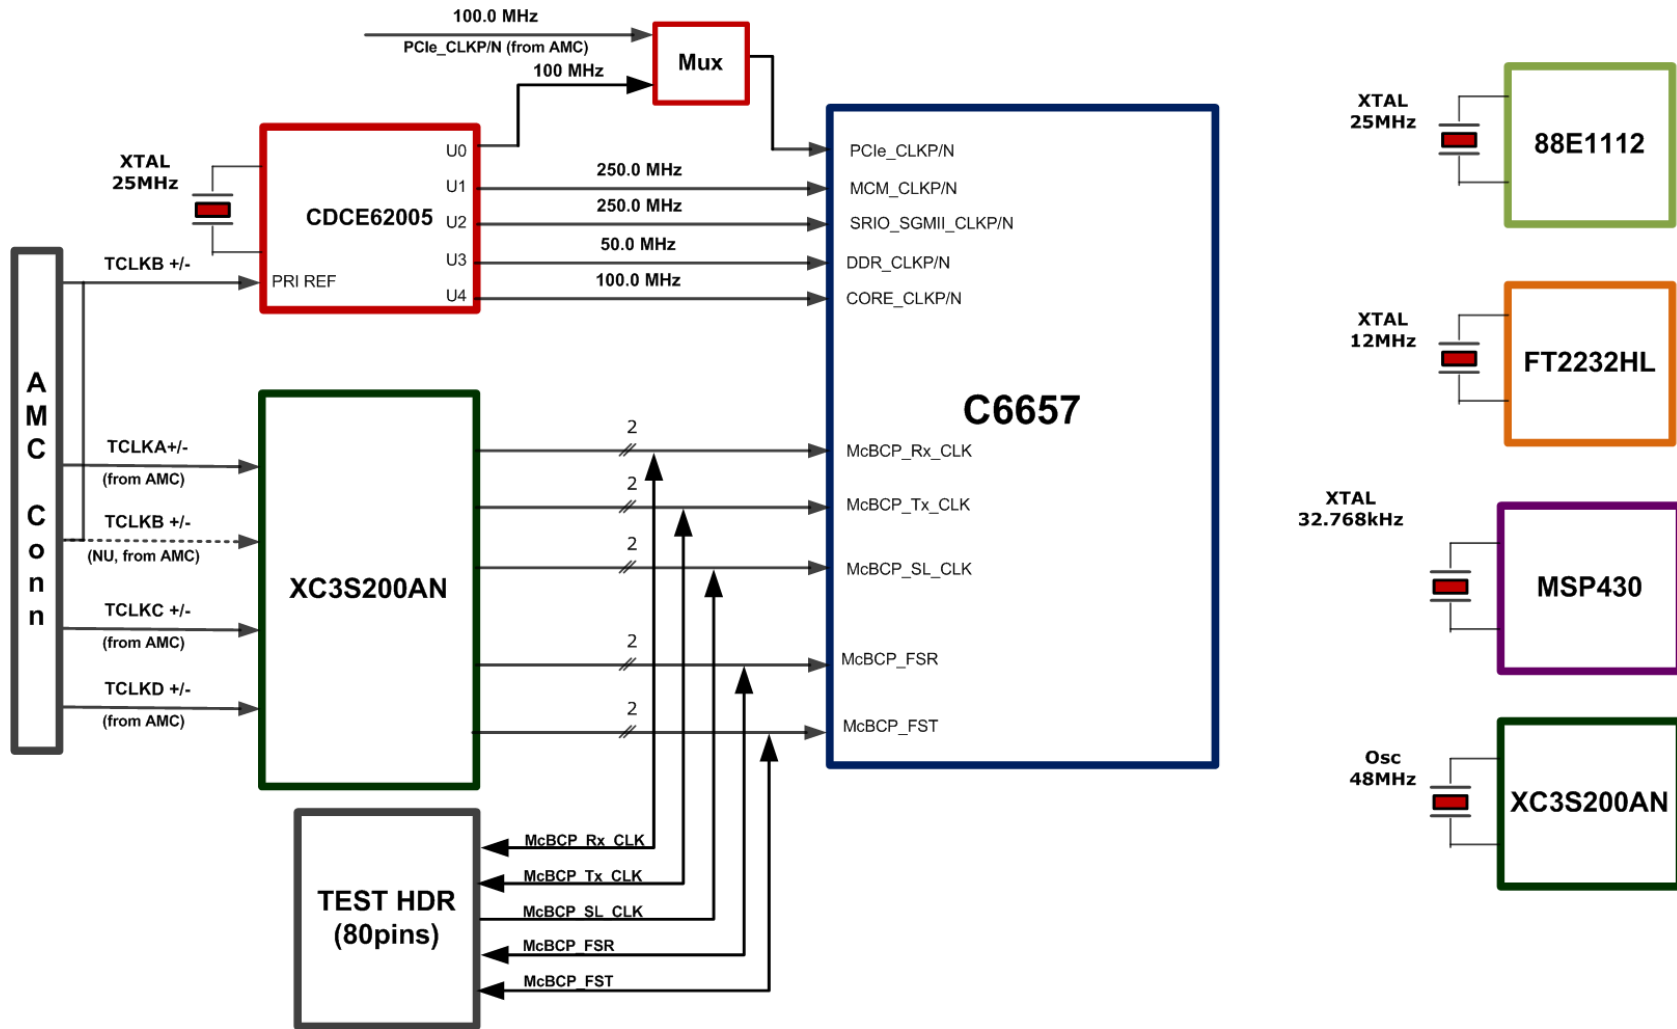 100.0 MHz
PCIe_CLKP/N (from AMC)
Mux
100 MHz
XTAL
25MHz
CDCE62005
U0
U1
U2
U3
U4
PRI REF
TCLKB +/-
250.0 MHz
250.0 MHz
50.0 MHz
100.0 MHz
PCIe_CLKP/N
MCM_CLKP/N
SRIO_SGMII_CLKP/N
DDR_CLKP/N
CORE_CLKP/N
C6657
AMC Conn
TCLKA+/-
(from AMC)
TCLKB +/-
(NU, from AMC)
TCLKC +/-
(from AMC)
TCLKD +/-
(from AMC)
XC3S200AN
2
2
2
2
2
McBCP_Rx_CLK
McBCP_Tx_CLK
McBCP_SL_CLK
McBCP_FSR
McBCP_FST
TEST HDR
(80pins)
McBCP_Rx_CLK
McBCP_Tx_CLK
McBCP_SL_CLK
McBCP_FSR
McBCP_FST
XTAL
25MHz
88E1112
XTAL
12MHz
FT2232HL
XTAL
32.768kHz
MSP430
Osc
48MHz
XC3S200AN